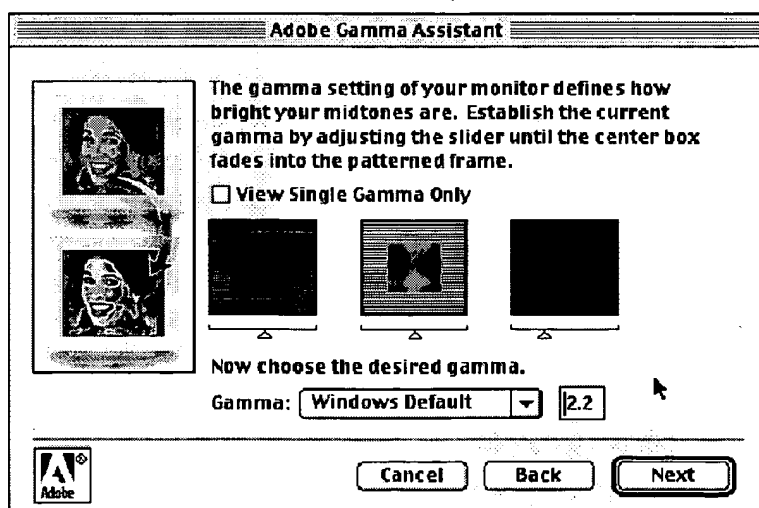 Adobe Gamma Assistant
The gamma setting of your monitor defines how
bright your midtones are. Establish the current
gamma by adjusting the slider until the center box
fades into the patterned frame.
View Single Gamma Only
Now choose the desired gamma.
Gamma: Windows Default 2.2
Adobe
Cancel Back Next